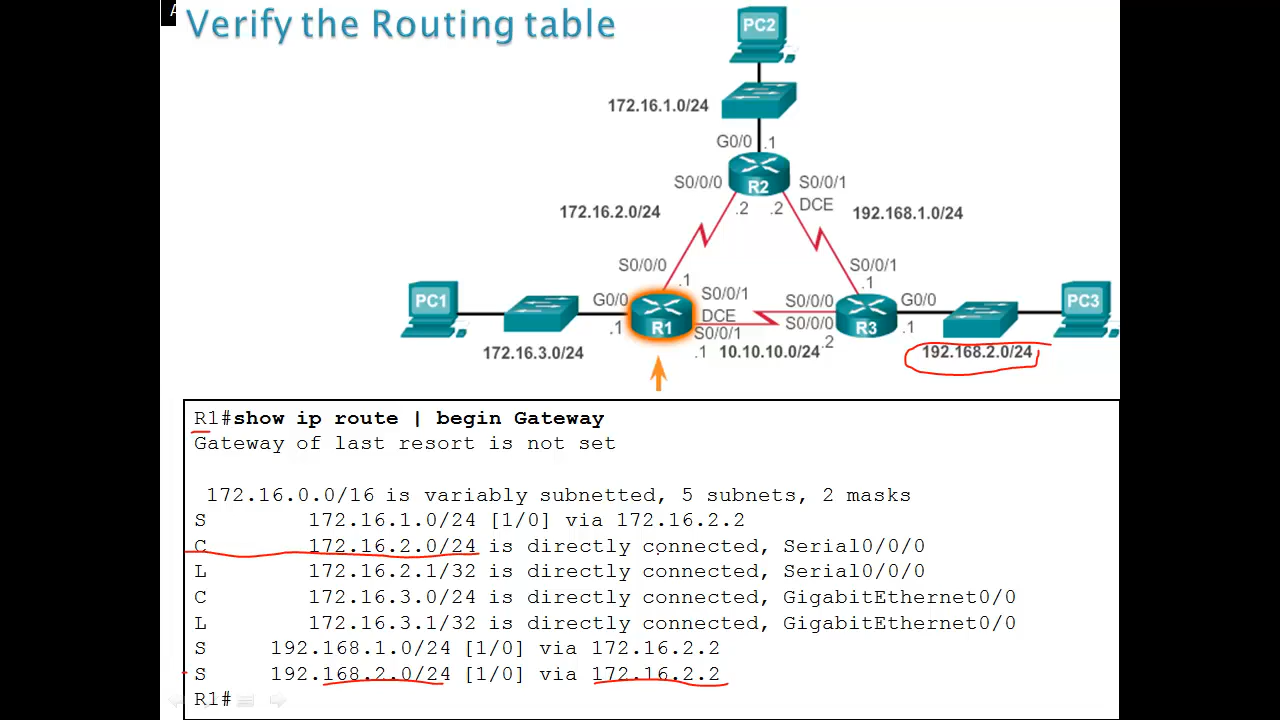 A
Verify the Routing table
PC2
172.16.1.0/24
G0/0 .1
S0/0/0 R2 S0/0/1
.2 .2 DCE
172.16.2.0/24
192.168.1.0/24
S0/0/0
.1
S0/0/1
.1
PC1
G0/0
.1
R1
S0/0/1
DCE
S0/0/1
.1
S0/0/0
S0/0/0
.2
R3
G0/0
.1
PC3
172.16.3.0/24
10.10.10.0/24
192.168.2.0/24
R1#show ip route | begin Gateway
Gateway of last resort is not set
172.16.0.0/16 is variably subnetted, 5 subnets, 2 masks
S 172.16.1.0/24 [1/0] via 172.16.2.2
C 172.16.2.0/24 is directly connected, Serial0/0/0
L 172.16.2.1/32 is directly connected, Serial0/0/0
C 172.16.3.0/24 is directly connected, GigabitEthernet0/0
L 172.16.3.1/32 is directly connected, GigabitEthernet0/0
S 192.168.1.0/24 [1/0] via 172.16.2.2
S 192.168.2.0/24 [1/0] via 172.16.2.2
R1#